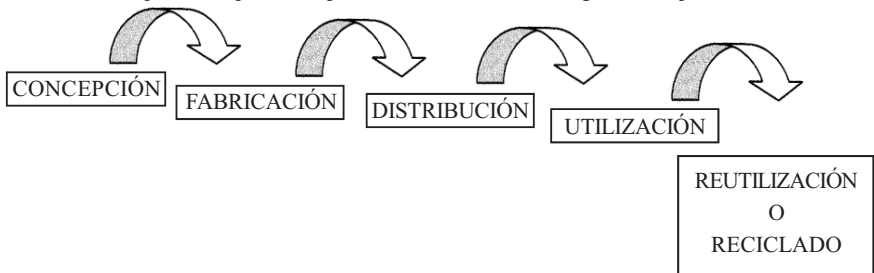 CONCEPCIÓN
FABRICACIÓN
DISTRIBUCIÓN
UTILIZACIÓN
REUTILIZACIÓN
O
RECICLADO